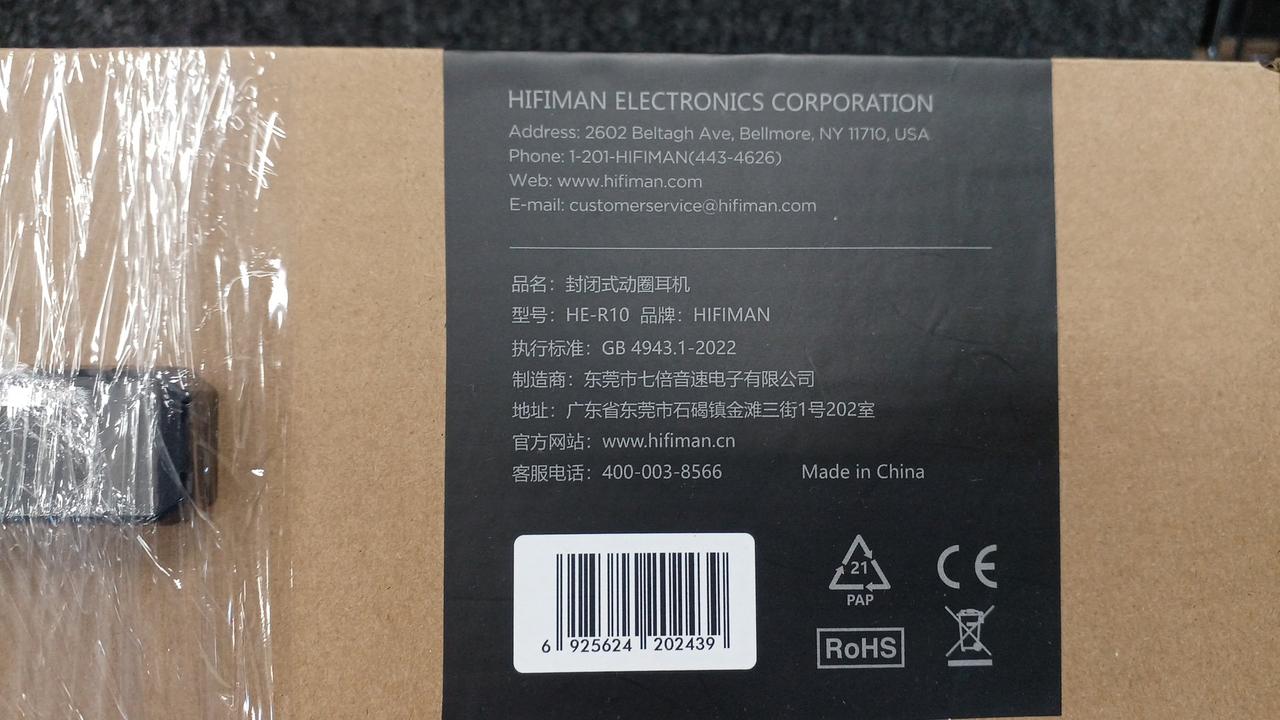 HIFIMAN ELECTRONICS CORPORATION
Address: 2602 Beltagh Ave, Bellmore, NY 11710, USA
Phone: 1-201-HIFIMAN(443-4626)
Web: www.hifiman.com
E-mail: customerservice@hifiman.com
品名：封闭式动圈耳机
型号：HE-R10 品牌：HIFIMAN
执行标准：GB 4943.1-2022
制造商：东莞市七倍音速电子有限公司
地址：广东省东莞市石碣镇金滩三街1号202室
官方网站：www.hifiman.cn
客服电话：400-003-8566 Made in China
6 925624 202439
21
PAP
CE
RoHS